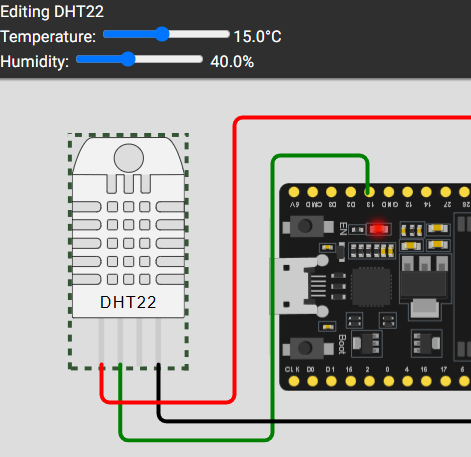 Editing DHT22
Temperature: 15.0°C
Humidity: 40.0%
DHT22
6V D CMD D3 D2 13 GND 12 14 27 26
EN
Boot
CLK D0 D1 15 2 0 4 16 17